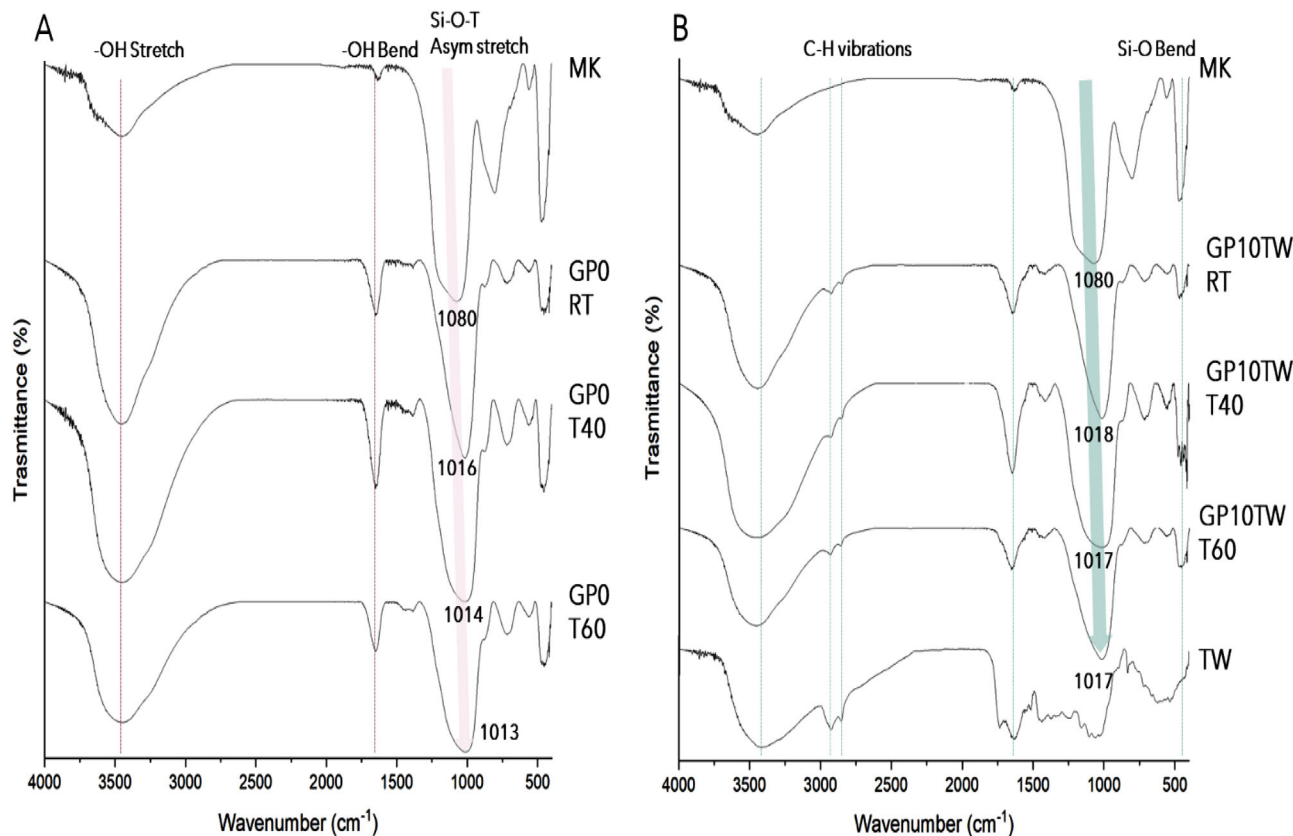 A
-OH Stretch
-OH Bend
Si-O-T
Asym stretch
MK
GP0
RT
1080
GP0
T40
1016
GP0
T60
1014
1013
Trasmittance (%)
4000 3500 3000 2500 2000 1500 1000 500
Wavenumber (cm⁻¹)
B
C-H vibrations
Si-O Bend
MK
GP10TW
RT
1080
GP10TW
T40
1018
GP10TW
T60
1017
TW
1017
Trasmittance (%)
4000 3500 3000 2500 2000 1500 1000 500
Wavenumber (cm⁻¹)